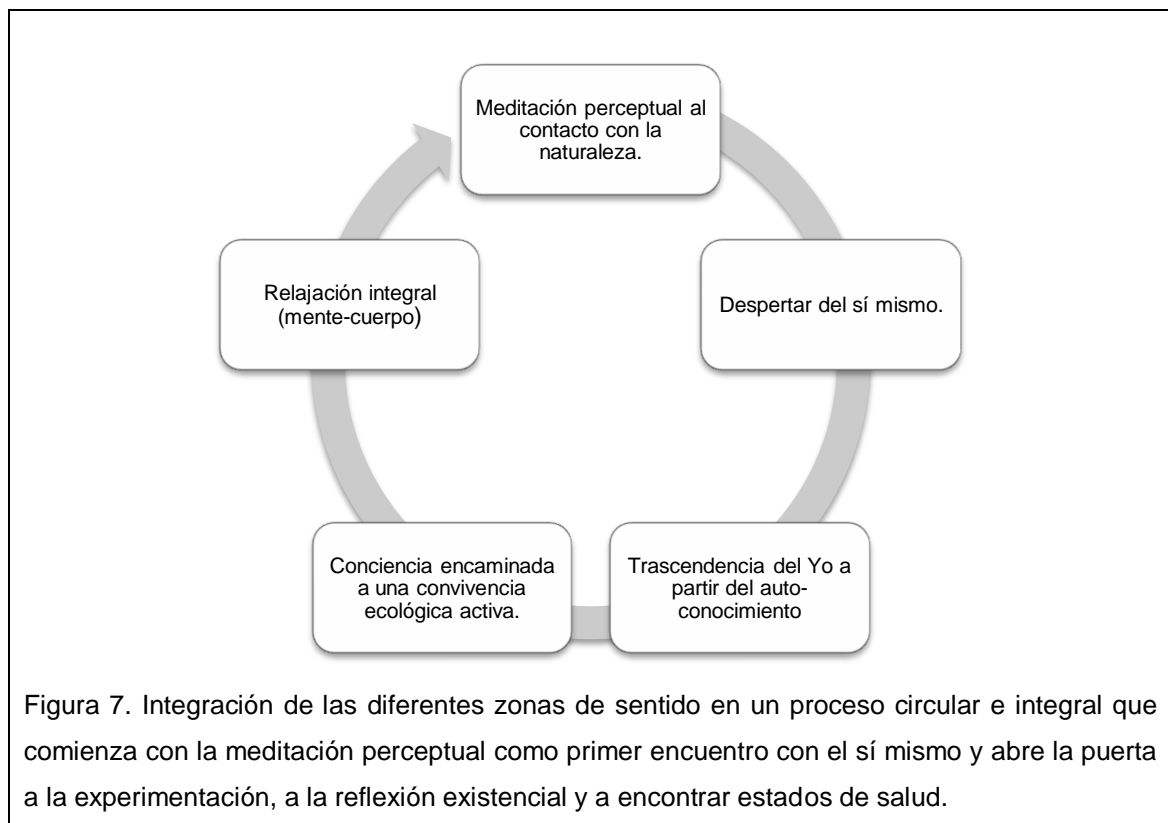 Meditación perceptual al
contacto con la
naturaleza.
Despertar del sí mismo.
Trascendencia del Yo a
partir del auto-
conocimiento
Conciencia encaminada
a una convivencia
ecológica activa.
Relajación integral
(mente-cuerpo)
Figura 7. Integración de las diferentes zonas de sentido en un proceso circular e integral que
comienza con la meditación perceptual como primer encuentro con el sí mismo y abre la puerta
a la experimentación, a la reflexión existencial y a encontrar estados de salud.